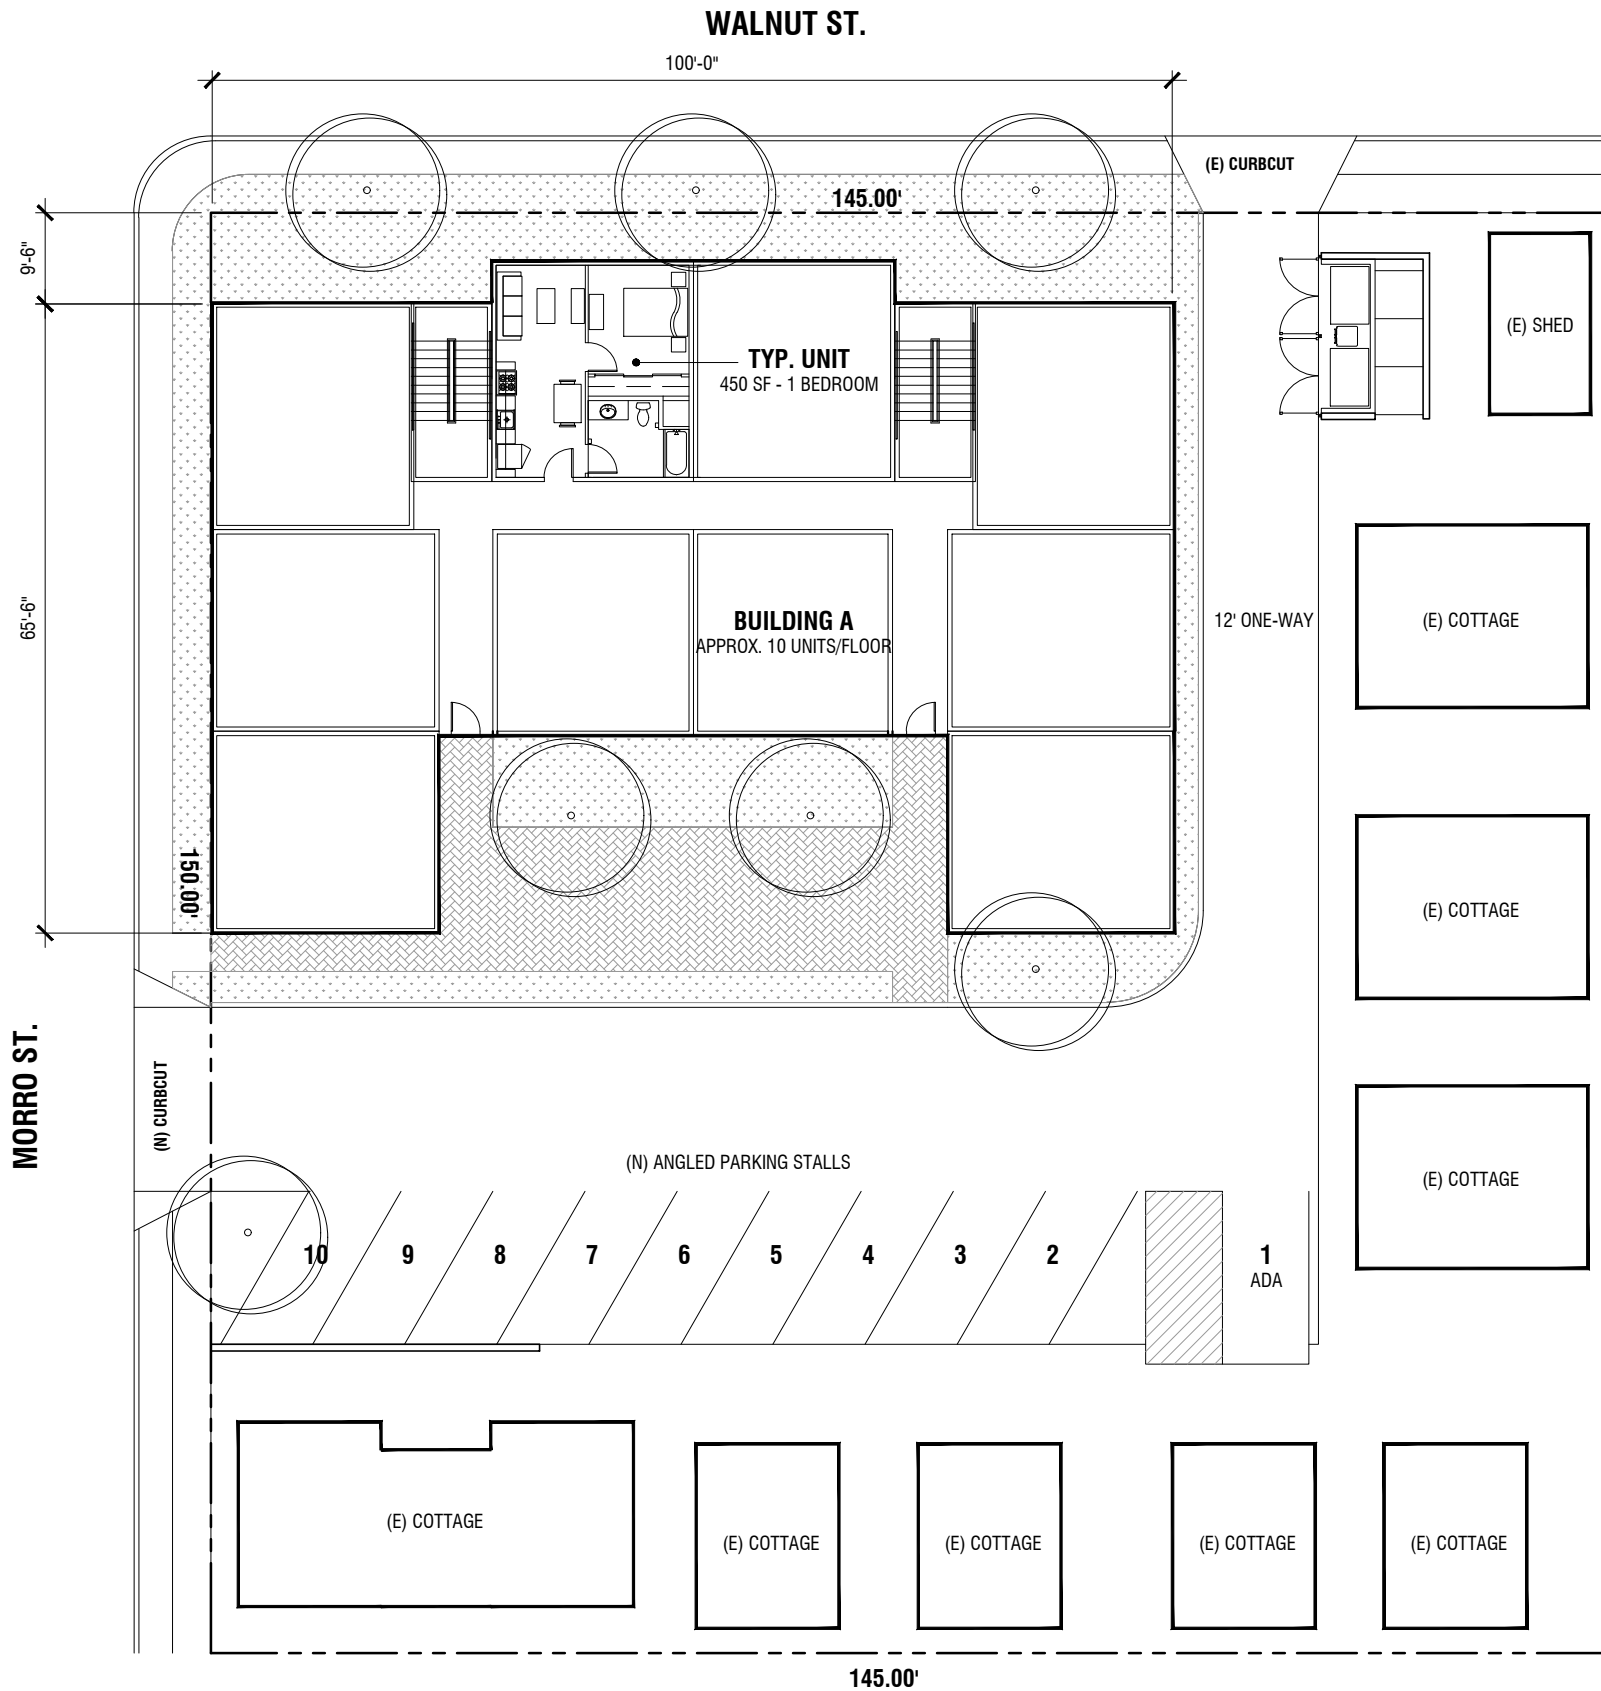 WALNUT ST.
100'-0"
(E) CURBCUT
145.00'
9'-6"
(E) SHED
TYP. UNIT
450 SF - 1 BEDROOM
65'-6"
BUILDING A
APPROX. 10 UNITS/FLOOR
12' ONE-WAY
(E) COTTAGE
150.00'
(E) COTTAGE
MORRO ST.
(N) CURBCUT
(N) ANGLED PARKING STALLS
(E) COTTAGE
10
9
8
7
6
5
4
3
2
1
ADA
(E) COTTAGE
(E) COTTAGE
(E) COTTAGE
(E) COTTAGE
(E) COTTAGE
145.00'